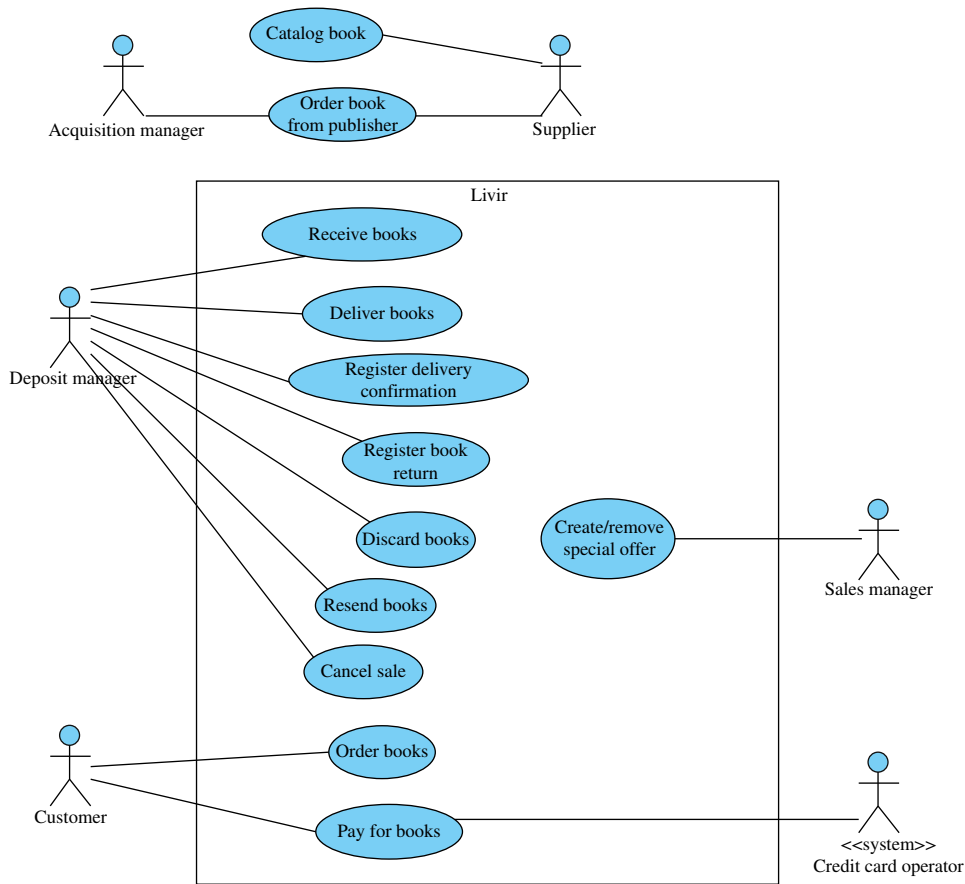 Catalog book
Order book
from publisher
Acquisition manager
Supplier
Livir
Receive books
Deliver books
Deposit manager
Register delivery
confirmation
Register book
return
Discard books
Create/remove
special offer
Sales manager
Resend books
Cancel sale
Order books
Customer
Pay for books
<<system>>
Credit card operator